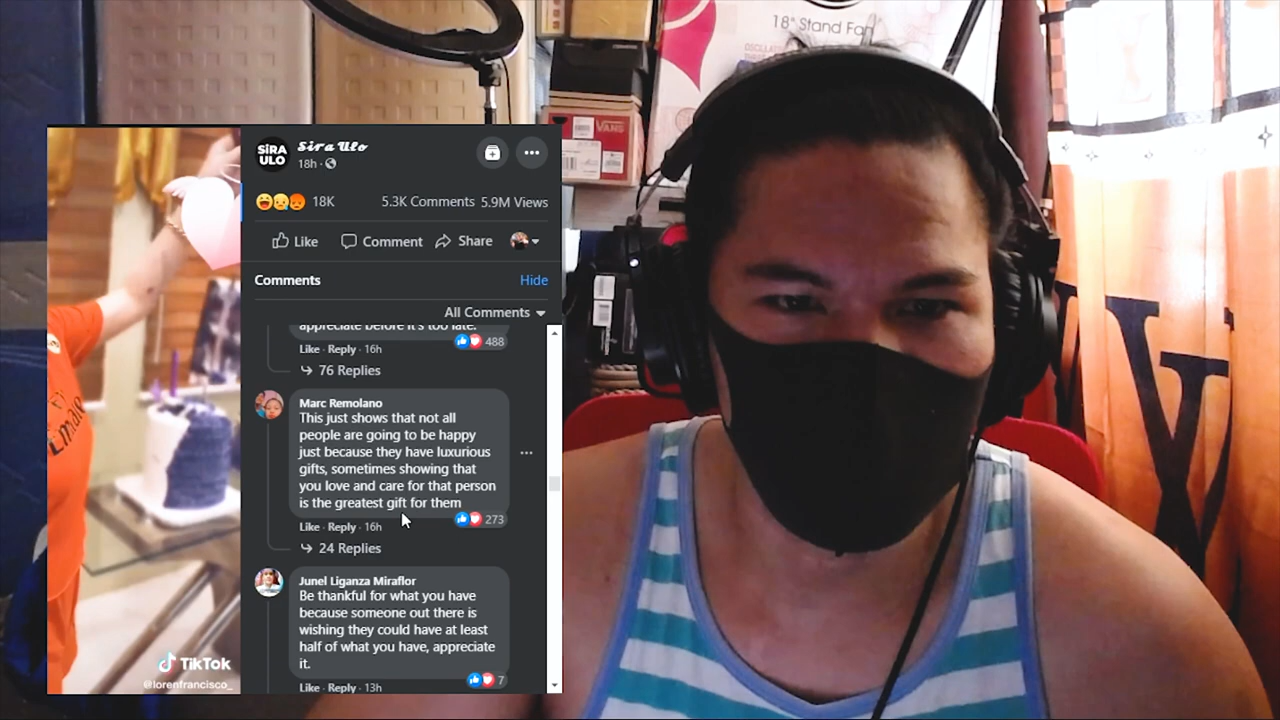 18" Stand Fan
VANS
SiRA
ULO
𝓢𝓲𝓻𝓪 𝓤𝓵𝓸
18h ·
18K
5.3K Comments 5.9M Views
Like
Comment
Share
Comments
Hide
All Comments
appreciate before it's too late.
488
Like · Reply · 16h
76 Replies
Marc Remolano
This just shows that not all
people are going to be happy
just because they have luxurious
gifts, sometimes showing that
you love and care for that person
is the greatest gift for them
273
Like · Reply · 16h
24 Replies
Junel Liganza Miraflor
Be thankful for what you have
because someone out there is
wishing they could have at least
half of what you have, appreciate
it.
7
Like · Reply · 13h
TikTok
@lorenfrancisco_